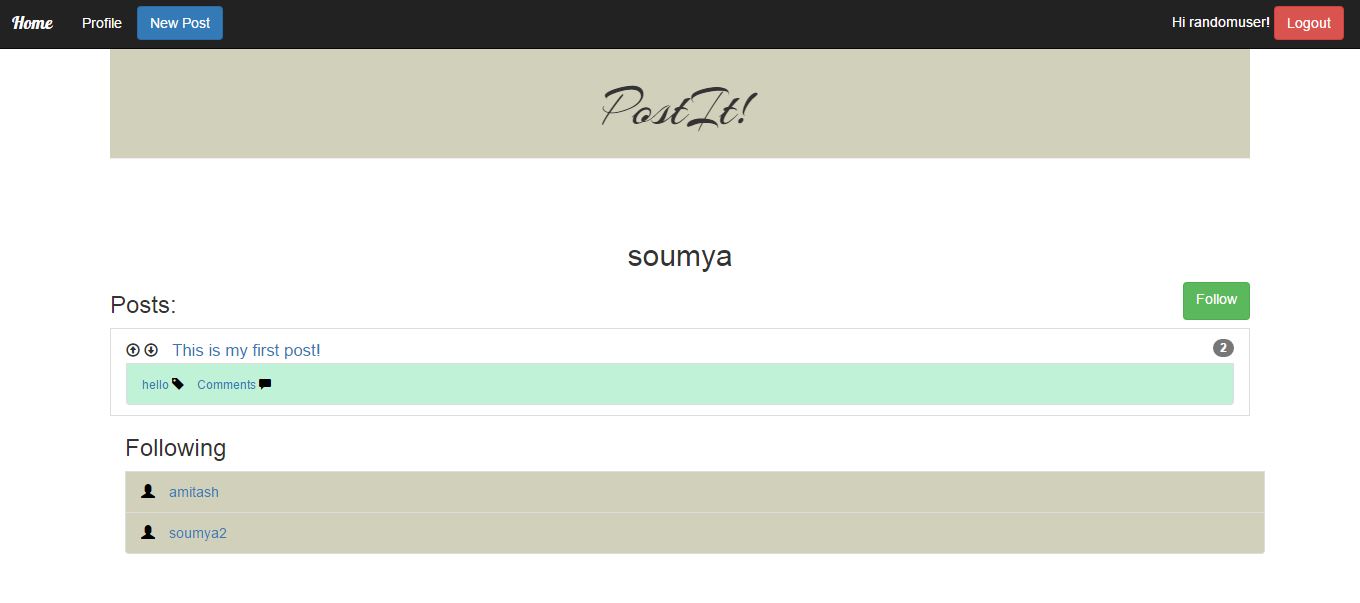 Home Profile New Post Hi randomuser! Logout
PostIt!
soumya
Posts: Follow
This is my first post! 2
hello Comments
Following
amitash
soumya2